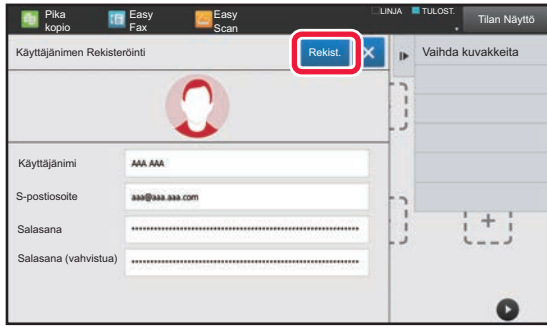 Pika kopio
Easy Fax
Easy Scan
LINJA
TULOST.
Tilan Näyttö
Käyttäjänimen Rekisteröinti
Rekist.
Vaihda kuvakkeita
Käyttäjänimi
AAA AAA
S-postiosoite
aaa@aaa.aaa.com
Salasana
Salasana (vahvistua)